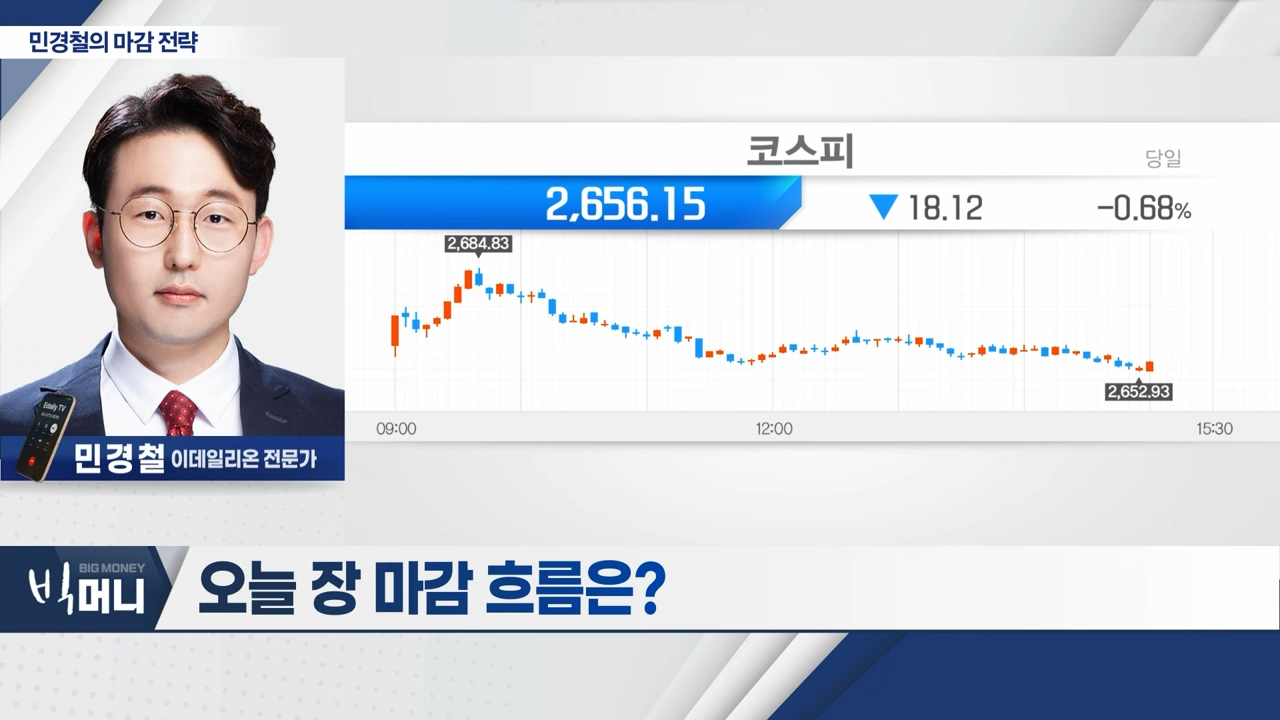 민경철의 마감 전략
코스피
당일
2,656.15 ▼ 18.12 -0.68%
2,684.83
2,652.93
09:00 12:00 15:30
Edaily TV
민경철 이데일리온 전문가
BIG MONEY
빅머니
오늘 장 마감 흐름은?